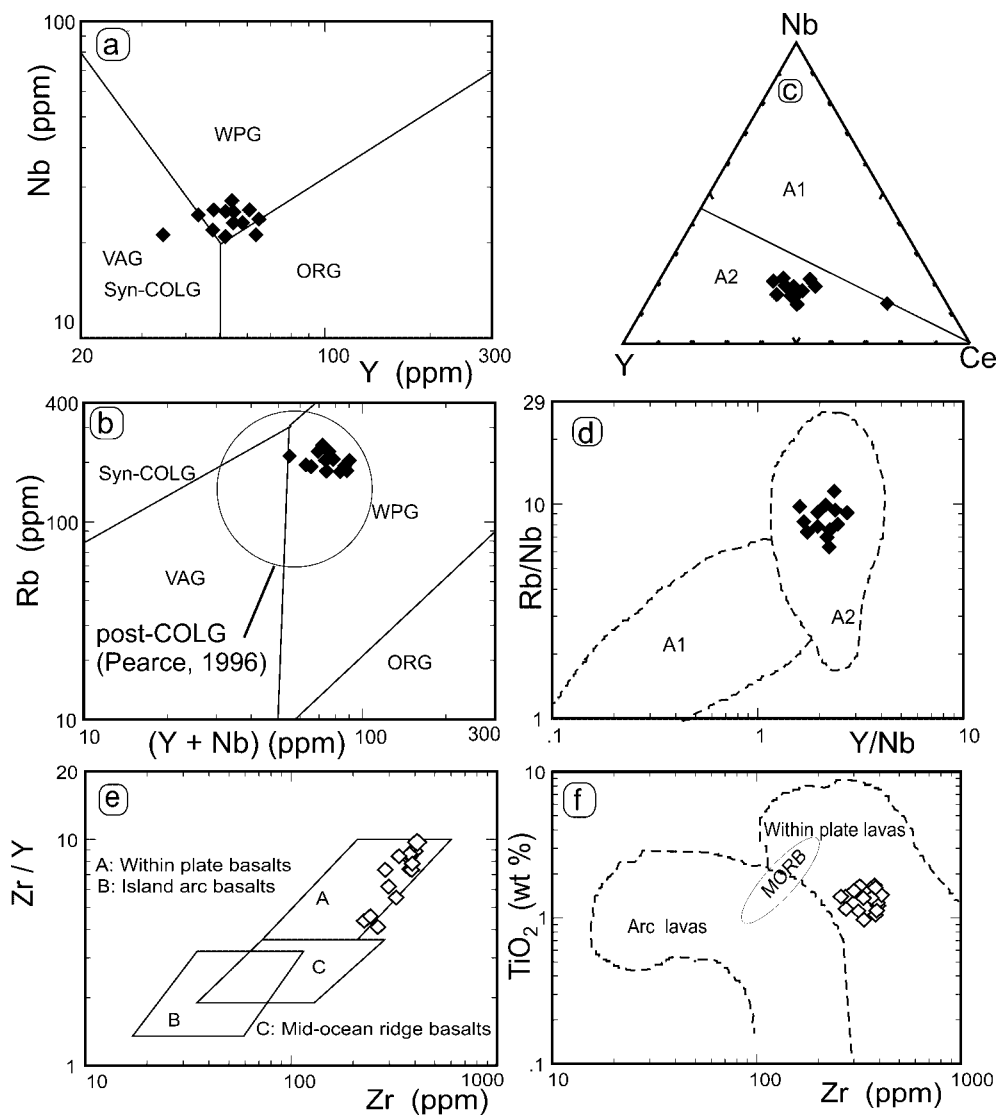 a
100
Nb (ppm)
WPG
VAG
Syn-COLG
ORG
10
20
100
300
Y (ppm)
Nb
c
A1
A2
Y
Ce
b
400
Syn-COLG
100
Rb (ppm)
WPG
VAG
post-COLG
(Pearce, 1996)
ORG
10
10
(Y + Nb) (ppm)
100
300
d
29
10
Rb/Nb
A1
A2
1
.1
1
Y/Nb
10
e
20
10
Zr / Y
A: Within plate basalts
B: Island arc basalts
A
C
B
C: Mid-ocean ridge basalts
1
10
100
1000
Zr (ppm)
f
10
TiO2 (wt %)
Within plate lavas
MORB
1
Arc lavas
.1
10
100
1000
Zr (ppm)